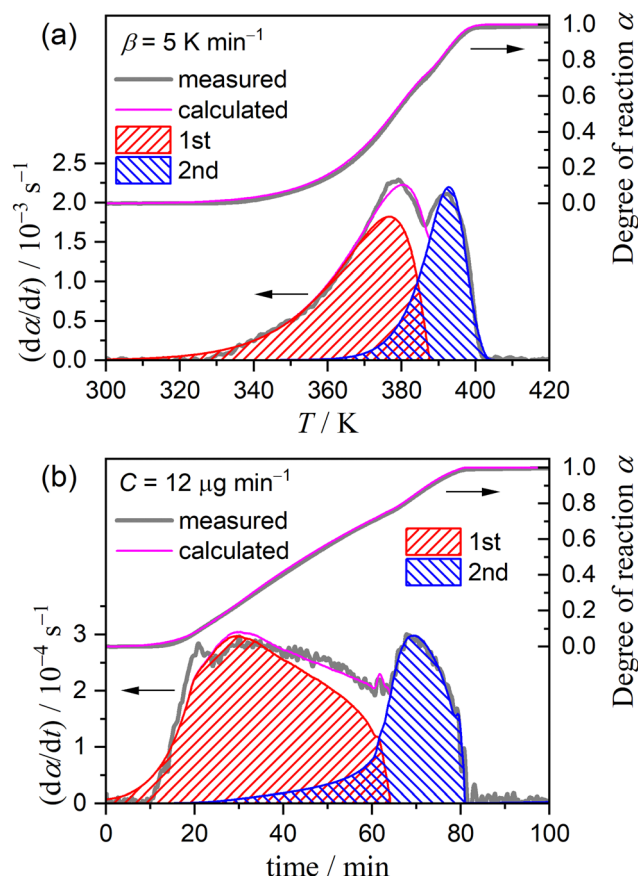 (a)
β = 5 K min⁻¹
measured
calculated
1st
2nd
2.5
2.0
1.5
1.0
0.5
0.0
(dα/dt) / 10⁻³ s⁻¹
1.0
0.8
0.6
0.4
0.2
0.0
Degree of reaction α
300 320 340 360 380 400 420
T / K
(b)
C = 12 μg min⁻¹
measured
calculated
1st
2nd
3
2
1
0
(dα/dt) / 10⁻⁴ s⁻¹
1.0
0.8
0.6
0.4
0.2
0.0
Degree of reaction α
0 20 40 60 80 100
time / min